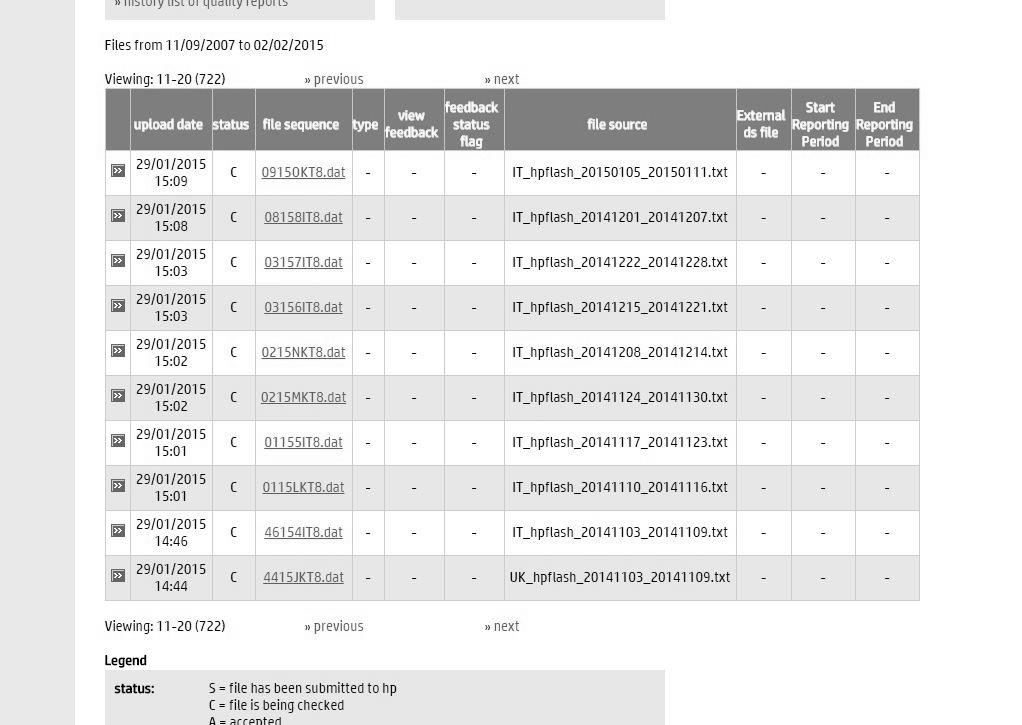 » history list of quality reports
Files from 11/09/2007 to 02/02/2015
Viewing: 11-20 (722) » previous » next
upload date status file sequence type view feedback feedback status flag file source External ds file Start Reporting Period End Reporting Period
29/01/2015 15:09 C 0915OKT8.dat - - - IT_hpflash_20150105_20150111.txt - - -
29/01/2015 15:08 C 08158IT8.dat - - - IT_hpflash_20141201_20141207.txt - - -
29/01/2015 15:03 C 03157IT8.dat - - - IT_hpflash_20141222_20141228.txt - - -
29/01/2015 15:03 C 03156IT8.dat - - - IT_hpflash_20141215_20141221.txt - - -
29/01/2015 15:02 C 0215NKT8.dat - - - IT_hpflash_20141208_20141214.txt - - -
29/01/2015 15:02 C 0215MKT8.dat - - - IT_hpflash_20141124_20141130.txt - - -
29/01/2015 15:01 C 01155IT8.dat - - - IT_hpflash_20141117_20141123.txt - - -
29/01/2015 15:01 C 0115LKT8.dat - - - IT_hpflash_20141110_20141116.txt - - -
29/01/2015 14:46 C 46154IT8.dat - - - IT_hpflash_20141103_20141109.txt - - -
29/01/2015 14:44 C 4415JKT8.dat - - - UK_hpflash_20141103_20141109.txt - - -
Viewing: 11-20 (722) » previous » next
Legend
status: S = file has been submitted to hp
C = file is being checked
A = accepted